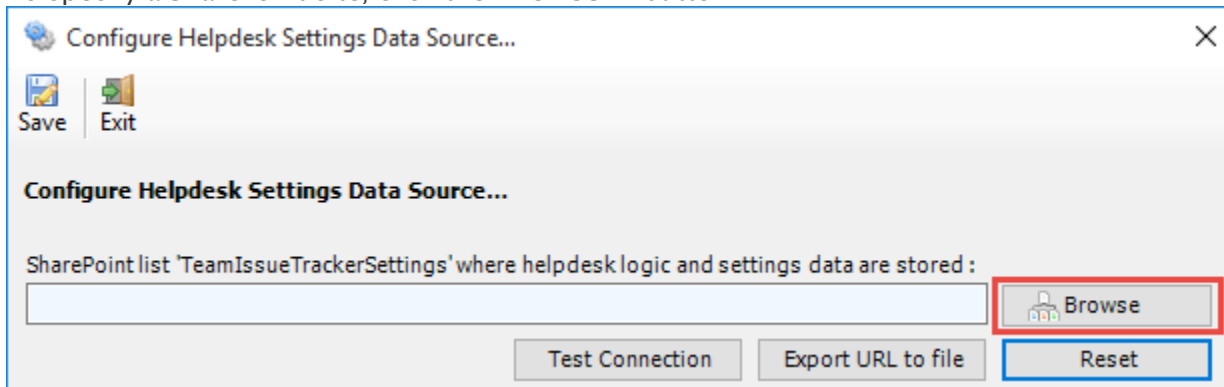 Configure Helpdesk Settings Data Source...
Save Exit
Configure Helpdesk Settings Data Source...
SharePoint list 'TeamIssueTrackerSettings' where helpdesk logic and settings data are stored :
Browse
Test Connection Export URL to file Reset